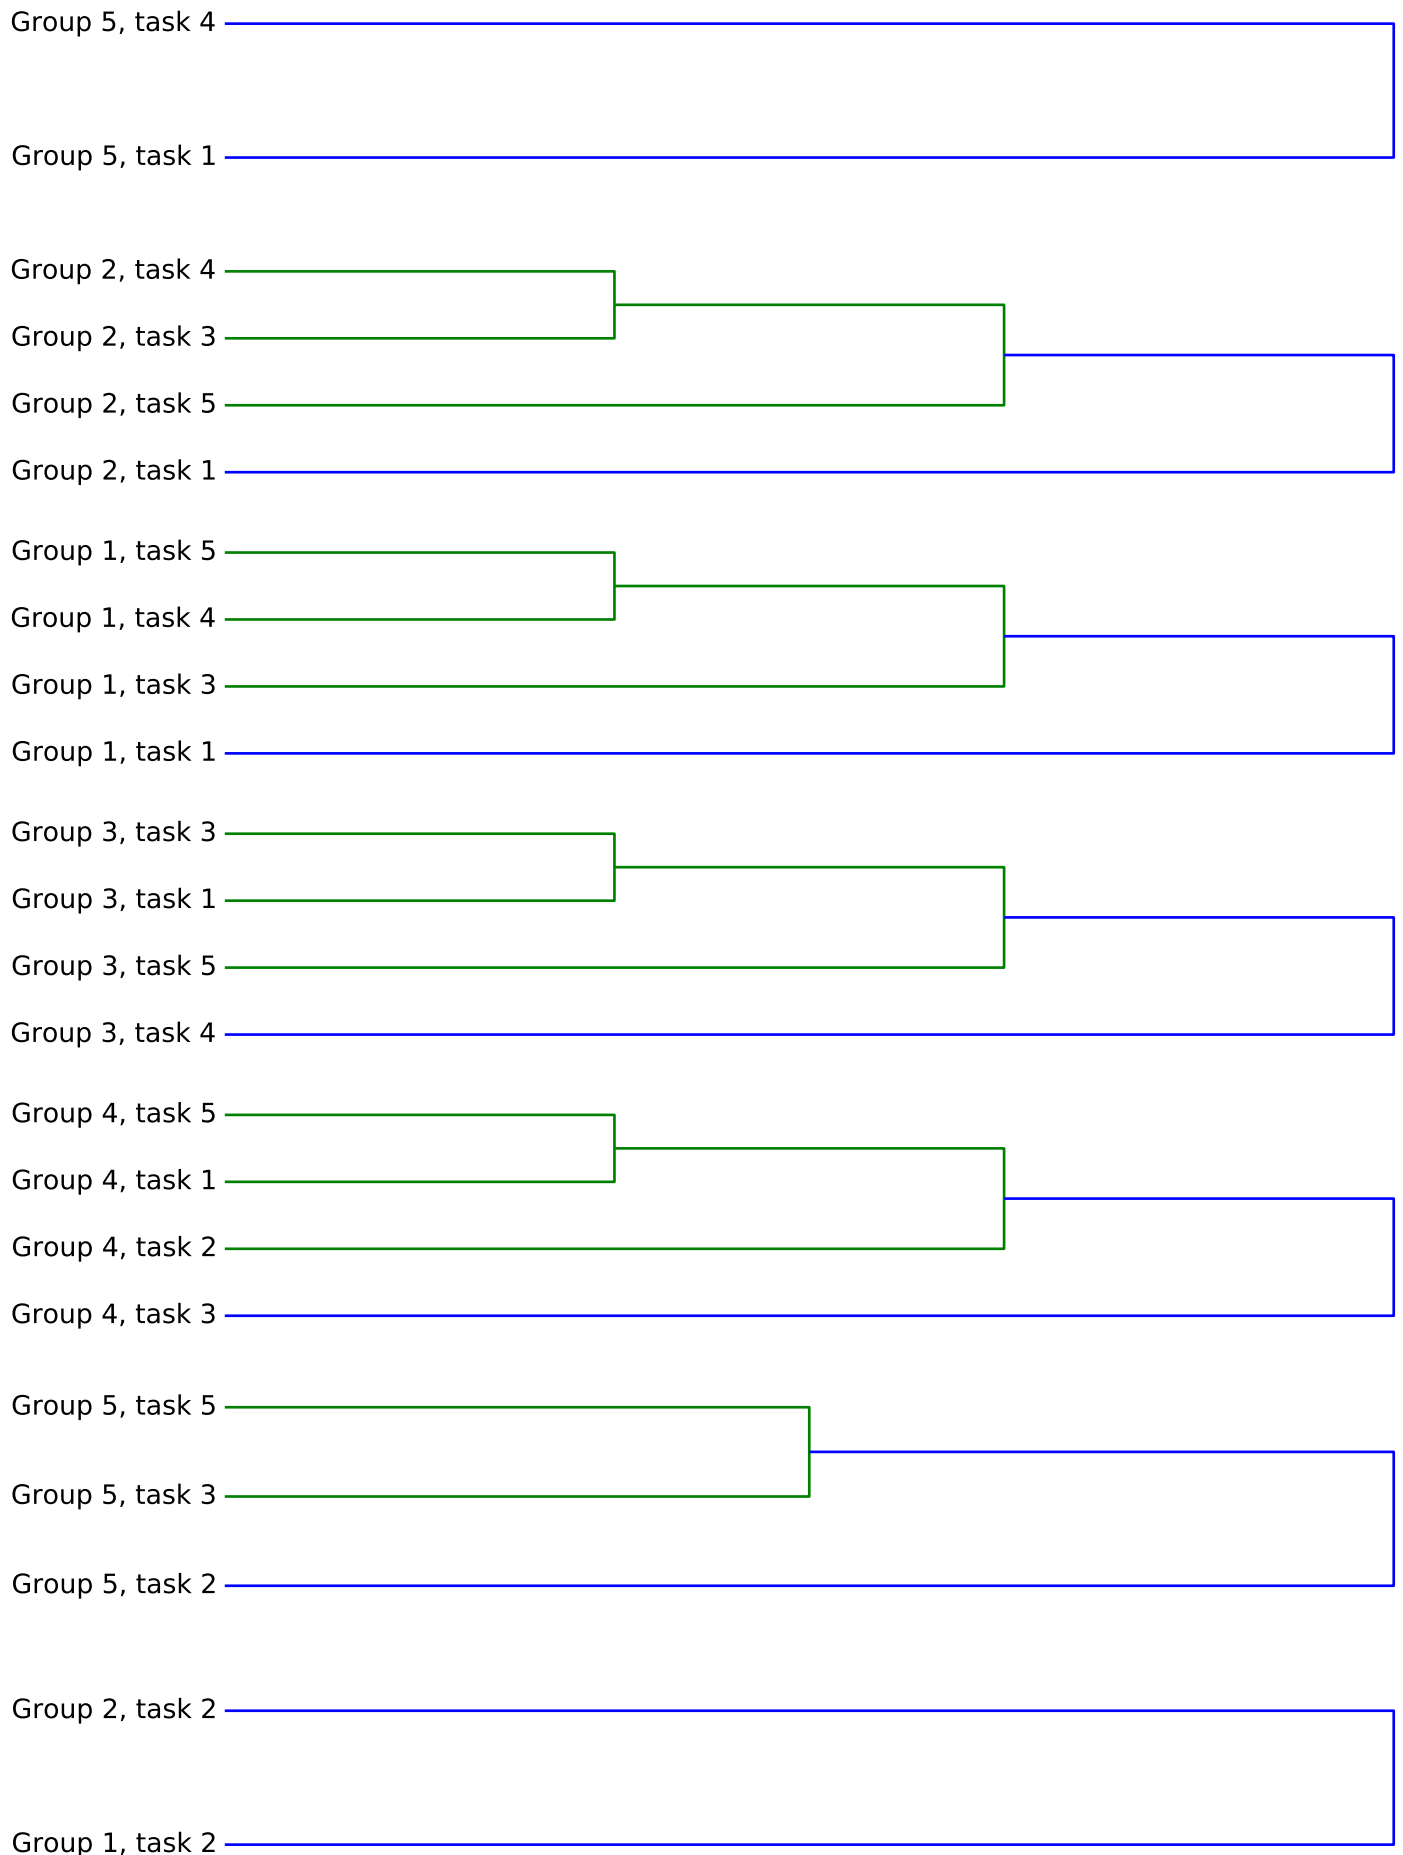 Group 5, task 4
Group 5, task 1
Group 2, task 4
Group 2, task 3
Group 2, task 5
Group 2, task 1
Group 1, task 5
Group 1, task 4
Group 1, task 3
Group 1, task 1
Group 3, task 3
Group 3, task 1
Group 3, task 5
Group 3, task 4
Group 4, task 5
Group 4, task 1
Group 4, task 2
Group 4, task 3
Group 5, task 5
Group 5, task 3
Group 5, task 2
Group 2, task 2
Group 1, task 2